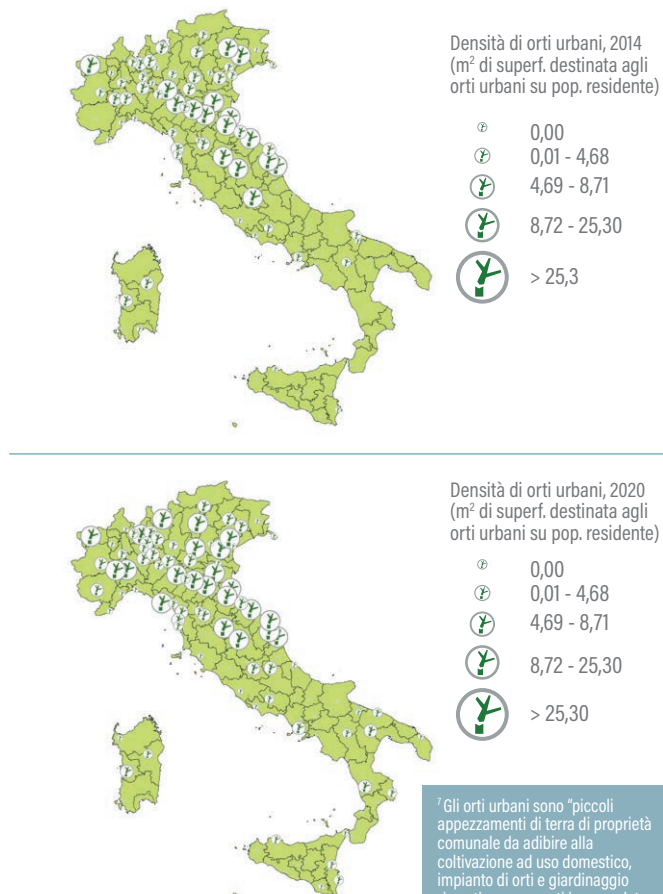 Densità di orti urbani, 2014
(m² di superf. destinata agli
orti urbani su pop. residente)
0,00
0,01 - 4,68
4,69 - 8,71
8,72 - 25,30
> 25,3
Densità di orti urbani, 2020
(m² di superf. destinata agli
orti urbani su pop. residente)
0,00
0,01 - 4,68
4,69 - 8,71
8,72 - 25,30
> 25,30
⁷ Gli orti urbani sono "piccoli
appezzamenti di terra di proprietà
comunale da adibire alla
coltivazione ad uso domestico,
impianto di orti e giardinaggio